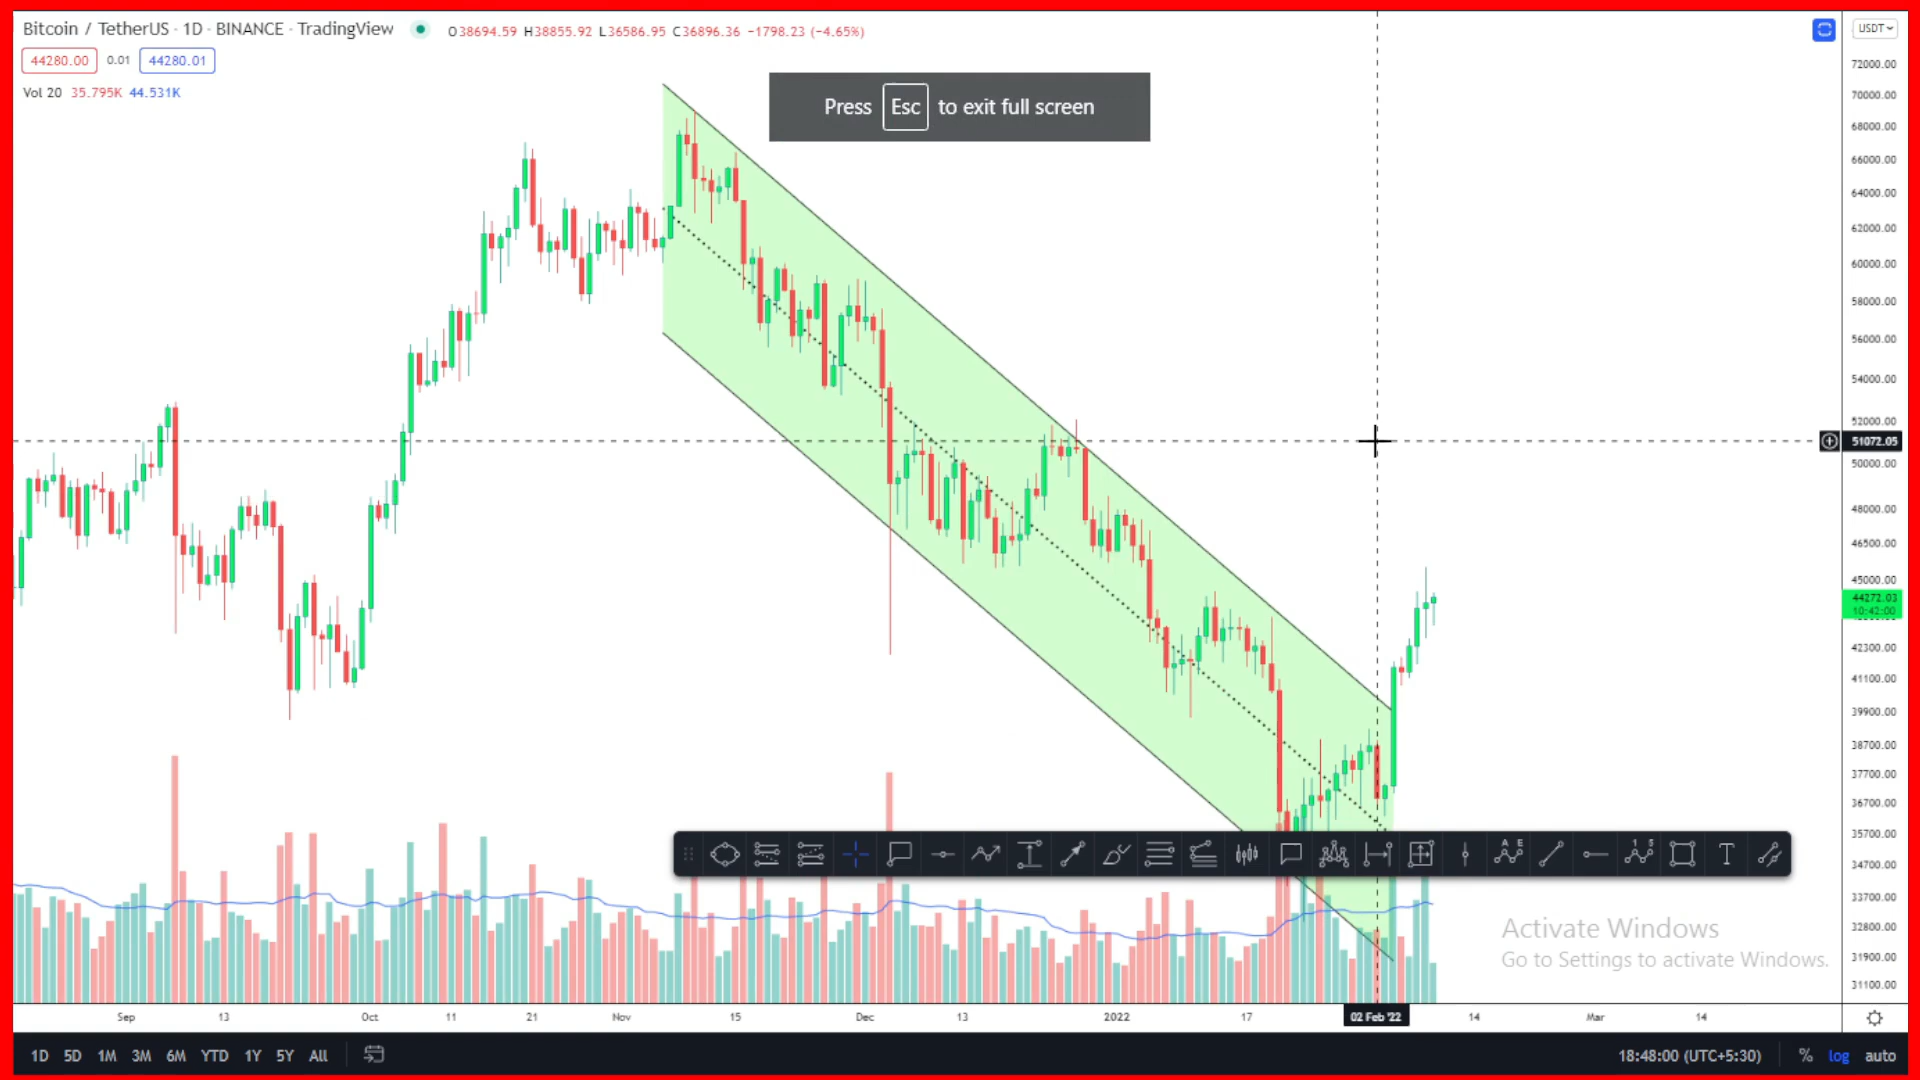 Bitcoin / TetherUS · 1D · BINANCE · TradingView O38694.59 H38855.92 L36586.95 C36896.36 −1798.23 (−4.65%)
USDT
44280.00 0.01 44280.01
Vol 20 35.795K 44.531K
Press Esc to exit full screen
72000.00
70000.00
68000.00
66000.00
64000.00
62000.00
60000.00
58000.00
56000.00
54000.00
52000.00
51072.05
50000.00
48000.00
46500.00
45000.00
44272.03
10:42:00
42300.00
41100.00
39900.00
38700.00
37700.00
36700.00
35700.00
34700.00
33700.00
32800.00
31900.00
31100.00
A E
1 5
T
Activate Windows
Go to Settings to activate Windows.
Sep 13 Oct 11 21 Nov 15 Dec 13 2022 17 02 Feb '22 14 Mar 14
1D 5D 1M 3M 6M YTD 1Y 5Y All 18:48:00 (UTC+5:30) % log auto